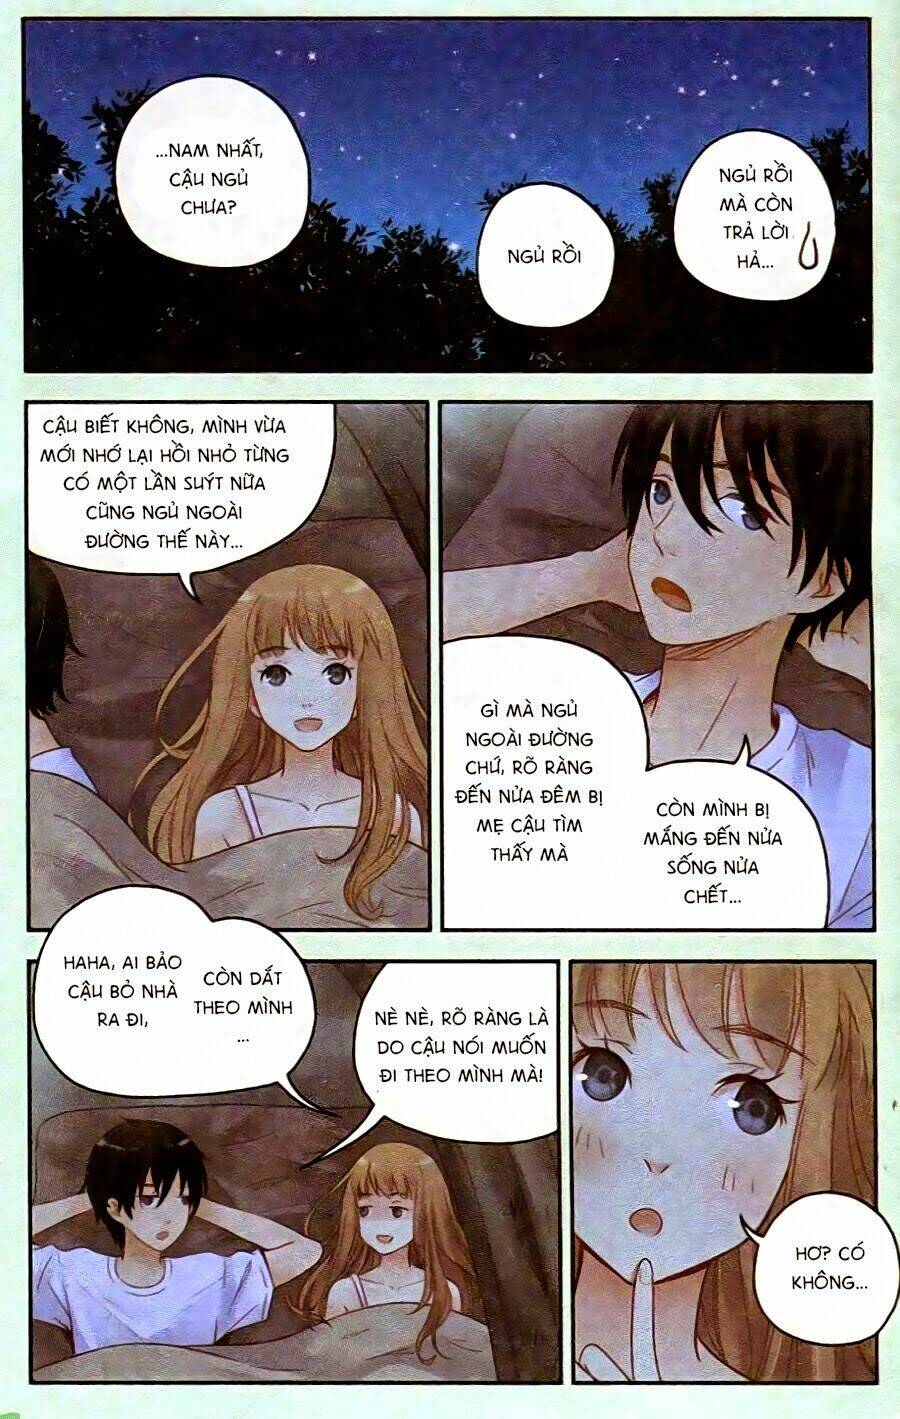 ...NAM NHẤT,
CẬU NGỦ
CHƯA?
NGỦ RỒI
NGỦ RỒI
MÀ CÒN
TRẢ LỜI
HẢ...
CẬU BIẾT KHÔNG, MÌNH VỪA
MỚI NHỚ LẠI HỒI NHỎ TỪNG
CÓ MỘT LẦN SUÝT NỮA
CŨNG NGỦ NGOÀI
ĐƯỜNG THẾ NÀY...
GÌ MÀ NGỦ
NGOÀI ĐƯỜNG
CHỨ, RÕ RÀNG
ĐẾN NỬA ĐÊM BỊ
MẸ CẬU TÌM
THẤY MÀ
CÒN MÌNH BỊ
MẮNG ĐẾN NỬA
SỐNG NỬA
CHẾT...
HAHA, AI BẢO
CẬU BỎ NHÀ
RA ĐI,
CÒN DẮT
THEO MÌNH
...
NÈ NÈ, RÕ RÀNG LÀ
DO CẬU NÓI MUỐN
ĐI THEO MÌNH MÀ!
HƠ? CÓ
KHÔNG...